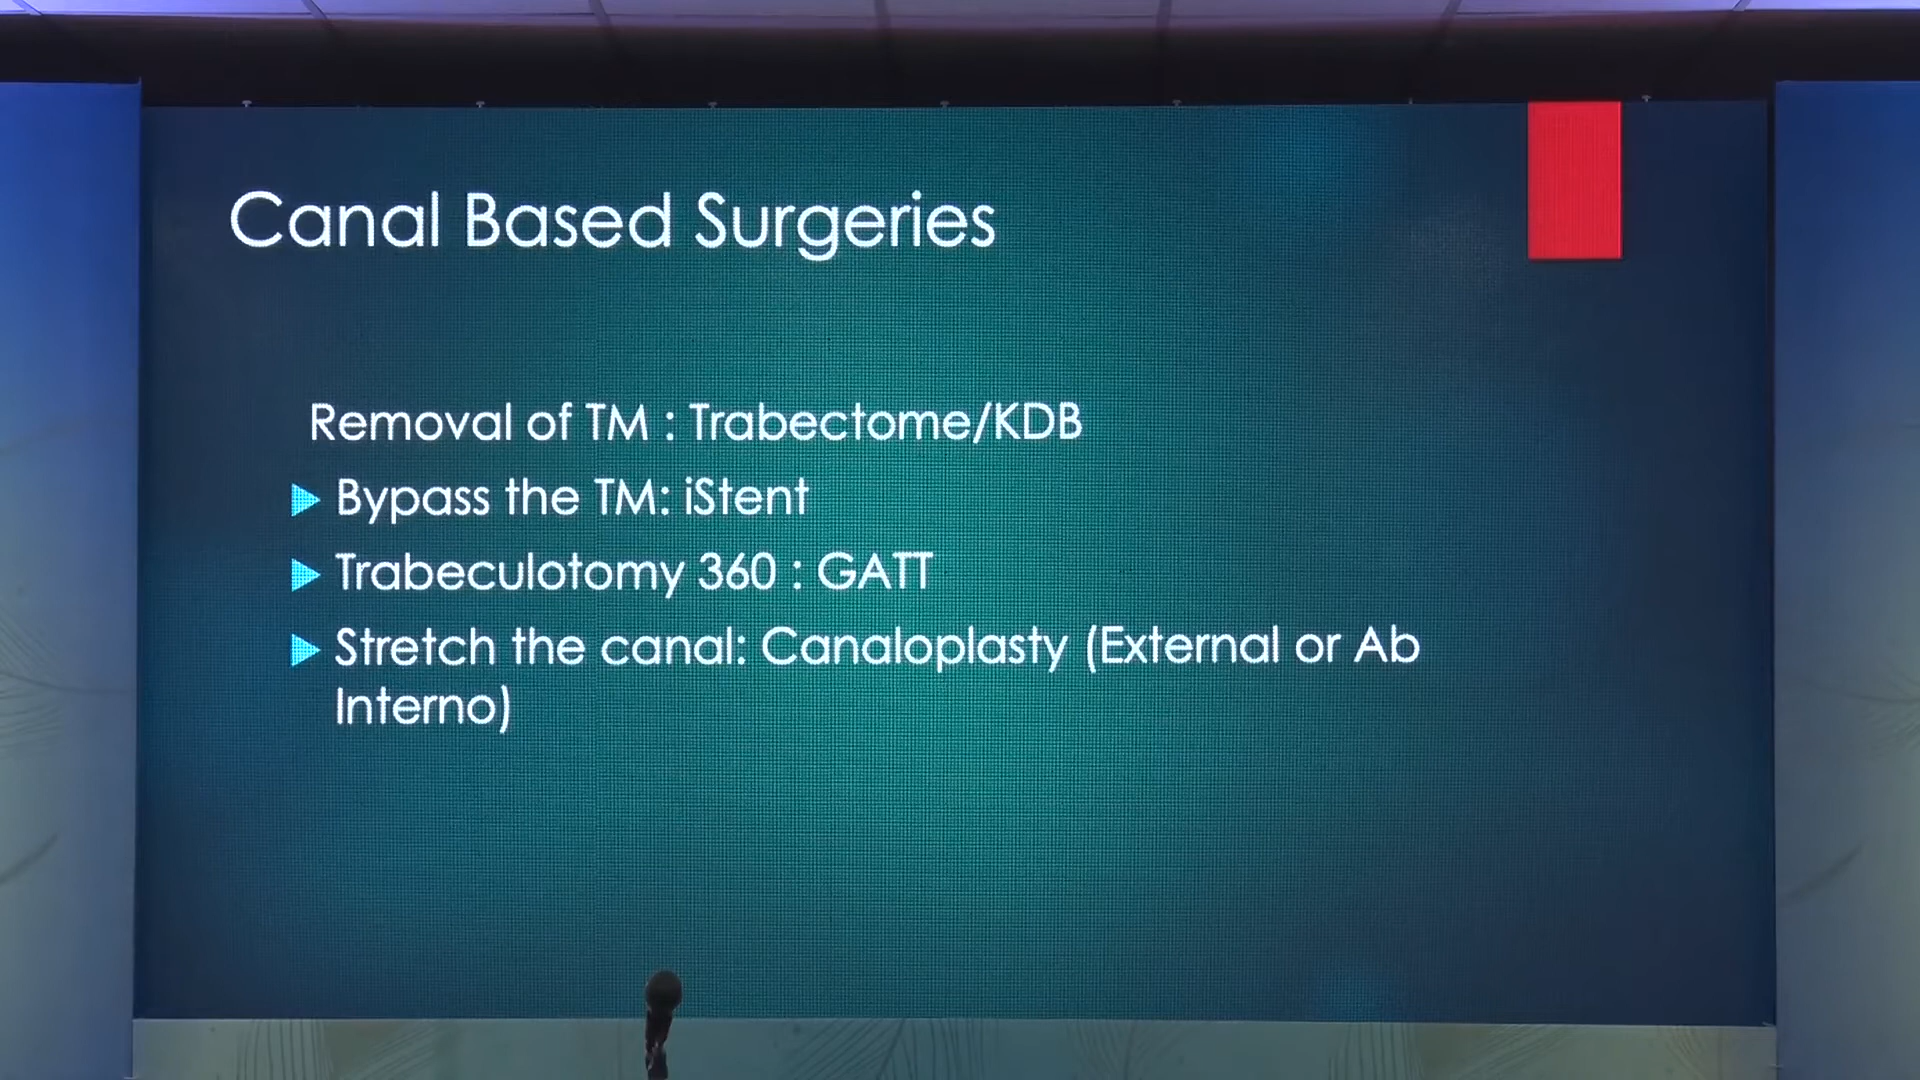 Canal Based Surgeries
Removal of TM : Trabectome/KDB
Bypass the TM: iStent
Trabeculotomy 360 : GATT
Stretch the canal: Canaloplasty (External or Ab
Interno)